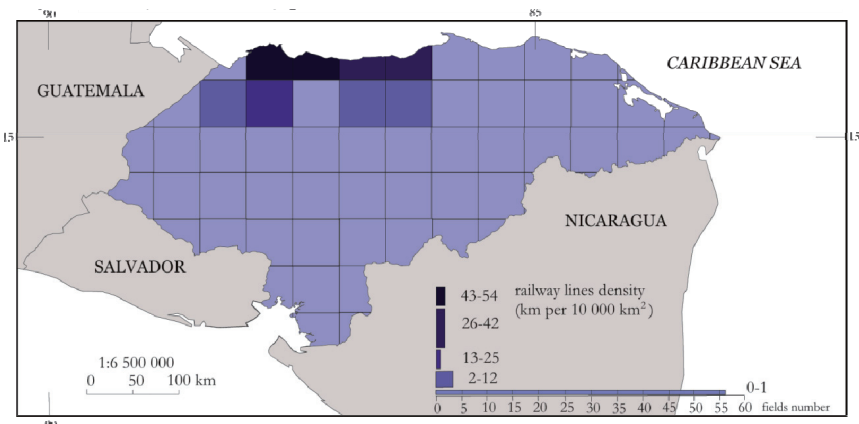 90
85
CARIBBEAN SEA
GUATEMALA
15
15
NICARAGUA
SALVADOR
railway lines density
(km per 10 000 km²)
43-54
26-42
13-25
2-12
0-1
1:6 500 000
0 50 100 km
0 5 10 15 20 25 30 35 40 45 50 55 60 fields number